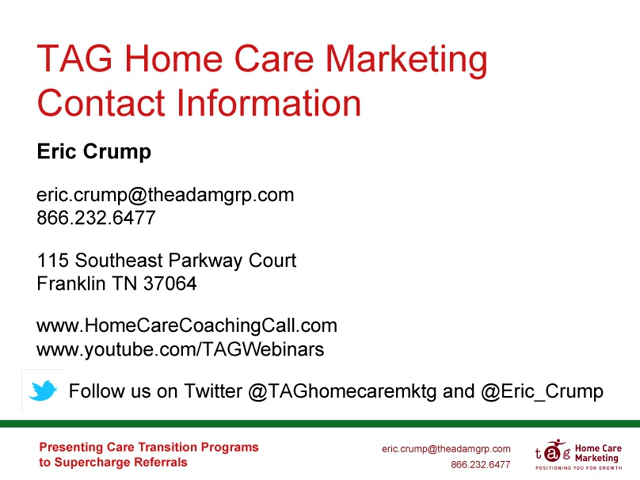 TAG Home Care Marketing
Contact Information
Eric Crump
eric.crump@theadamgrp.com
866.232.6477
115 Southeast Parkway Court
Franklin TN 37064
www.HomeCareCoachingCall.com
www.youtube.com/TAGWebinars
Follow us on Twitter @TAGhomecaremktg and @Eric_Crump
Presenting Care Transition Programs
to Supercharge Referrals
eric.crump@theadamgrp.com
866.232.6477
tag Home Care
Marketing
POSITIONING YOU FOR GROWTH